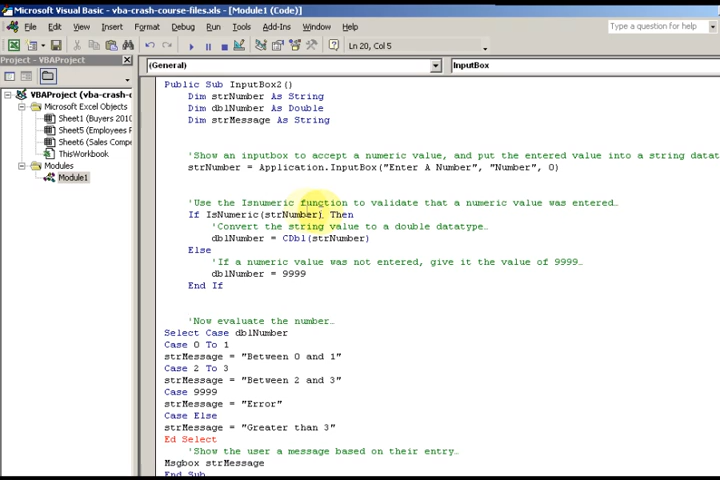 Microsoft Visual Basic - vba-crash-course-files.xls - [Module1 (Code)]
File Edit View Insert Format Debug Run Tools Add-Ins Window Help
Type a question for help
Ln 20, Col 5
Project - VBAProject
(General)
InputBox
VBAProject (vba-crash-c
Microsoft Excel Objects
Sheet1 (Buyers 2010
Sheet5 (Employees P
Sheet6 (Sales Compe
ThisWorkbook
Modules
Module1
Public Sub InputBox2()
Dim strNumber As String
Dim dblNumber As Double
Dim strMessage As String
'Show an inputbox to accept a numeric value, and put the entered value into a string datat
strNumber = Application.InputBox("Enter A Number", "Number", 0)
'Use the Isnumeric function to validate that a numeric value was entered…
If IsNumeric(strNumber) Then
'Convert the string value to a double datatype…
dblNumber = CDbl(strNumber)
Else
'If a numeric value was not entered, give it the value of 9999…
dblNumber = 9999
End If
'Now evaluate the number…
Select Case dblNumber
Case 0 To 1
strMessage = "Between 0 and 1"
Case 2 To 3
strMessage = "Between 2 and 3"
Case 9999
strMessage = "Error"
Case Else
strMessage = "Greater than 3"
Ed Select
'Show the user a message based on their entry…
Msgbox strMessage
End Sub